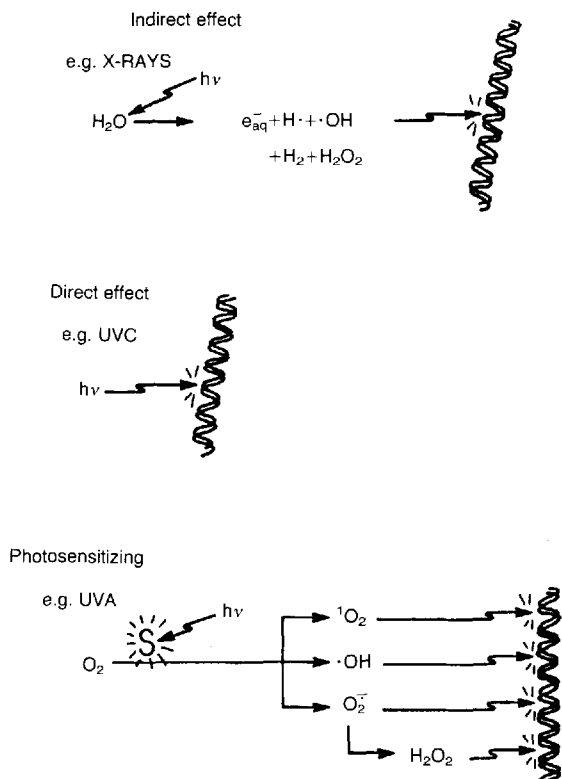 Indirect effect
e.g. X-RAYS
hν
H₂O e⁻aq + H· + ·OH
+ H₂ + H₂O₂
Direct effect
e.g. UVC
hν
Photosensitizing
e.g. UVA
hν
S
¹O₂
O₂ ·OH
O₂·⁻
H₂O₂